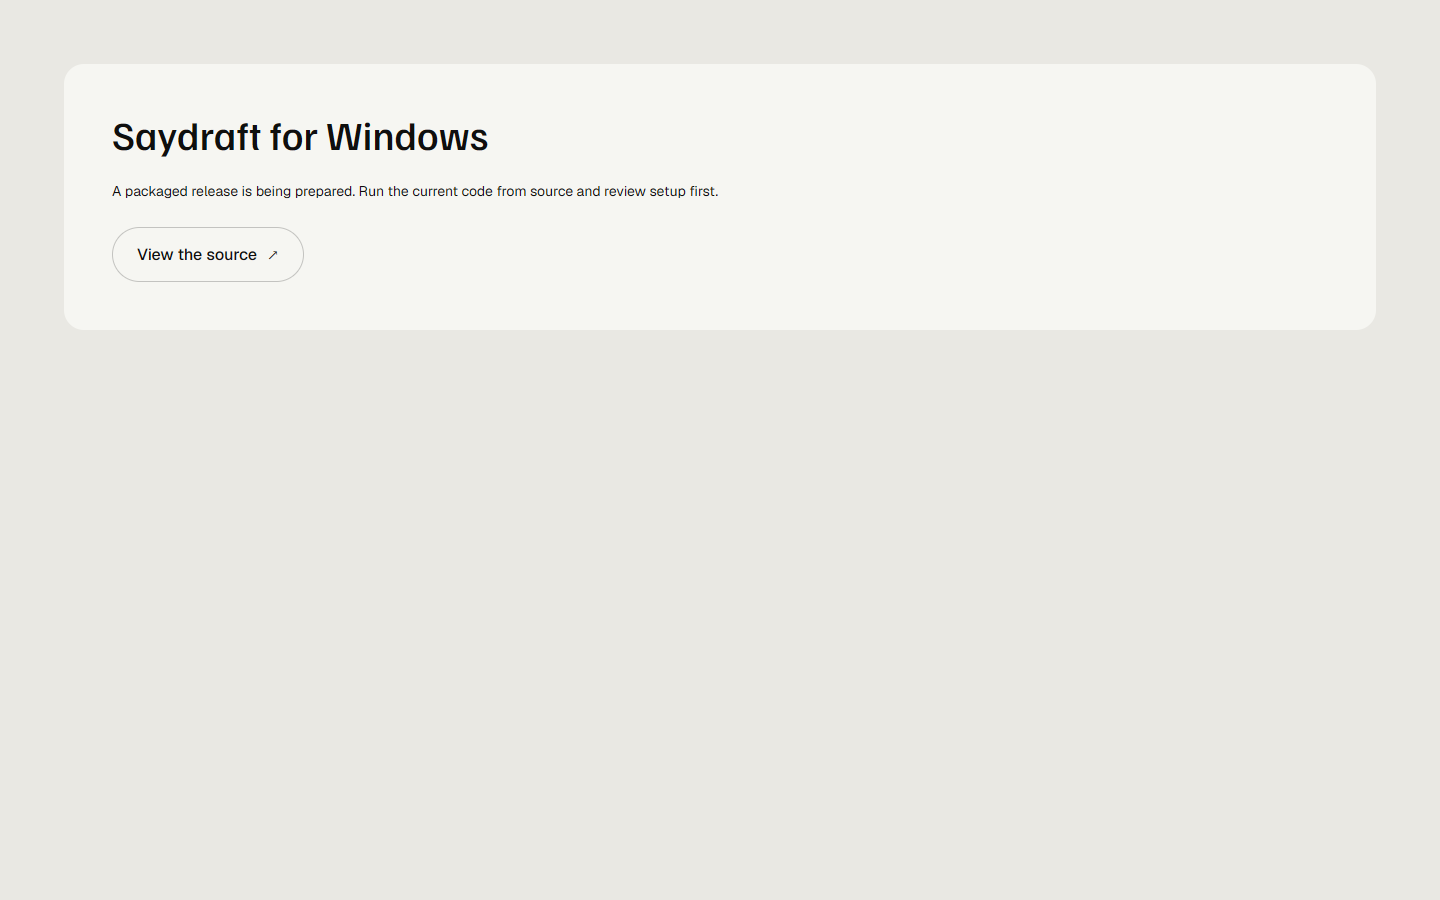 Saydraft for Windows
A packaged release is being prepared. Run the current code from source and review setup first.
View the source ↗